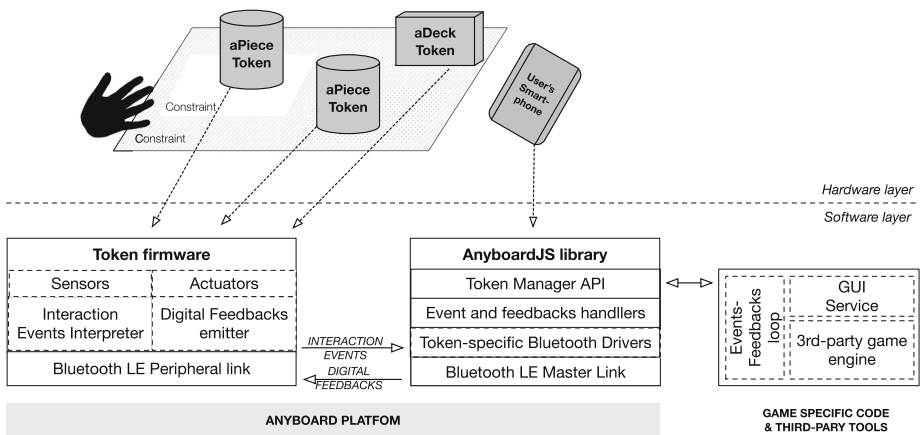 aPiece
Token
aDeck
Token
aPiece
Token
User's
Smart-
phone
Constraint
Constraint
Hardware layer
Software layer
Token firmware
Sensors
Actuators
Interaction
Events Interpreter
Digital Feedbacks
emitter
Bluetooth LE Peripheral link
INTERACTION
EVENTS
DIGITAL
FEEDBACKS
AnyboardJS library
Token Manager API
Event and feedbacks handllers
Token-specific Bluetooth Drivers
Bluetooth LE Master Link
Events-
Feedbacks
loop
GUI
Service
3rd-party game
engine
ANYBOARD PLATFOM
GAME SPECIFIC CODE
& THIRD-PARY TOOLS